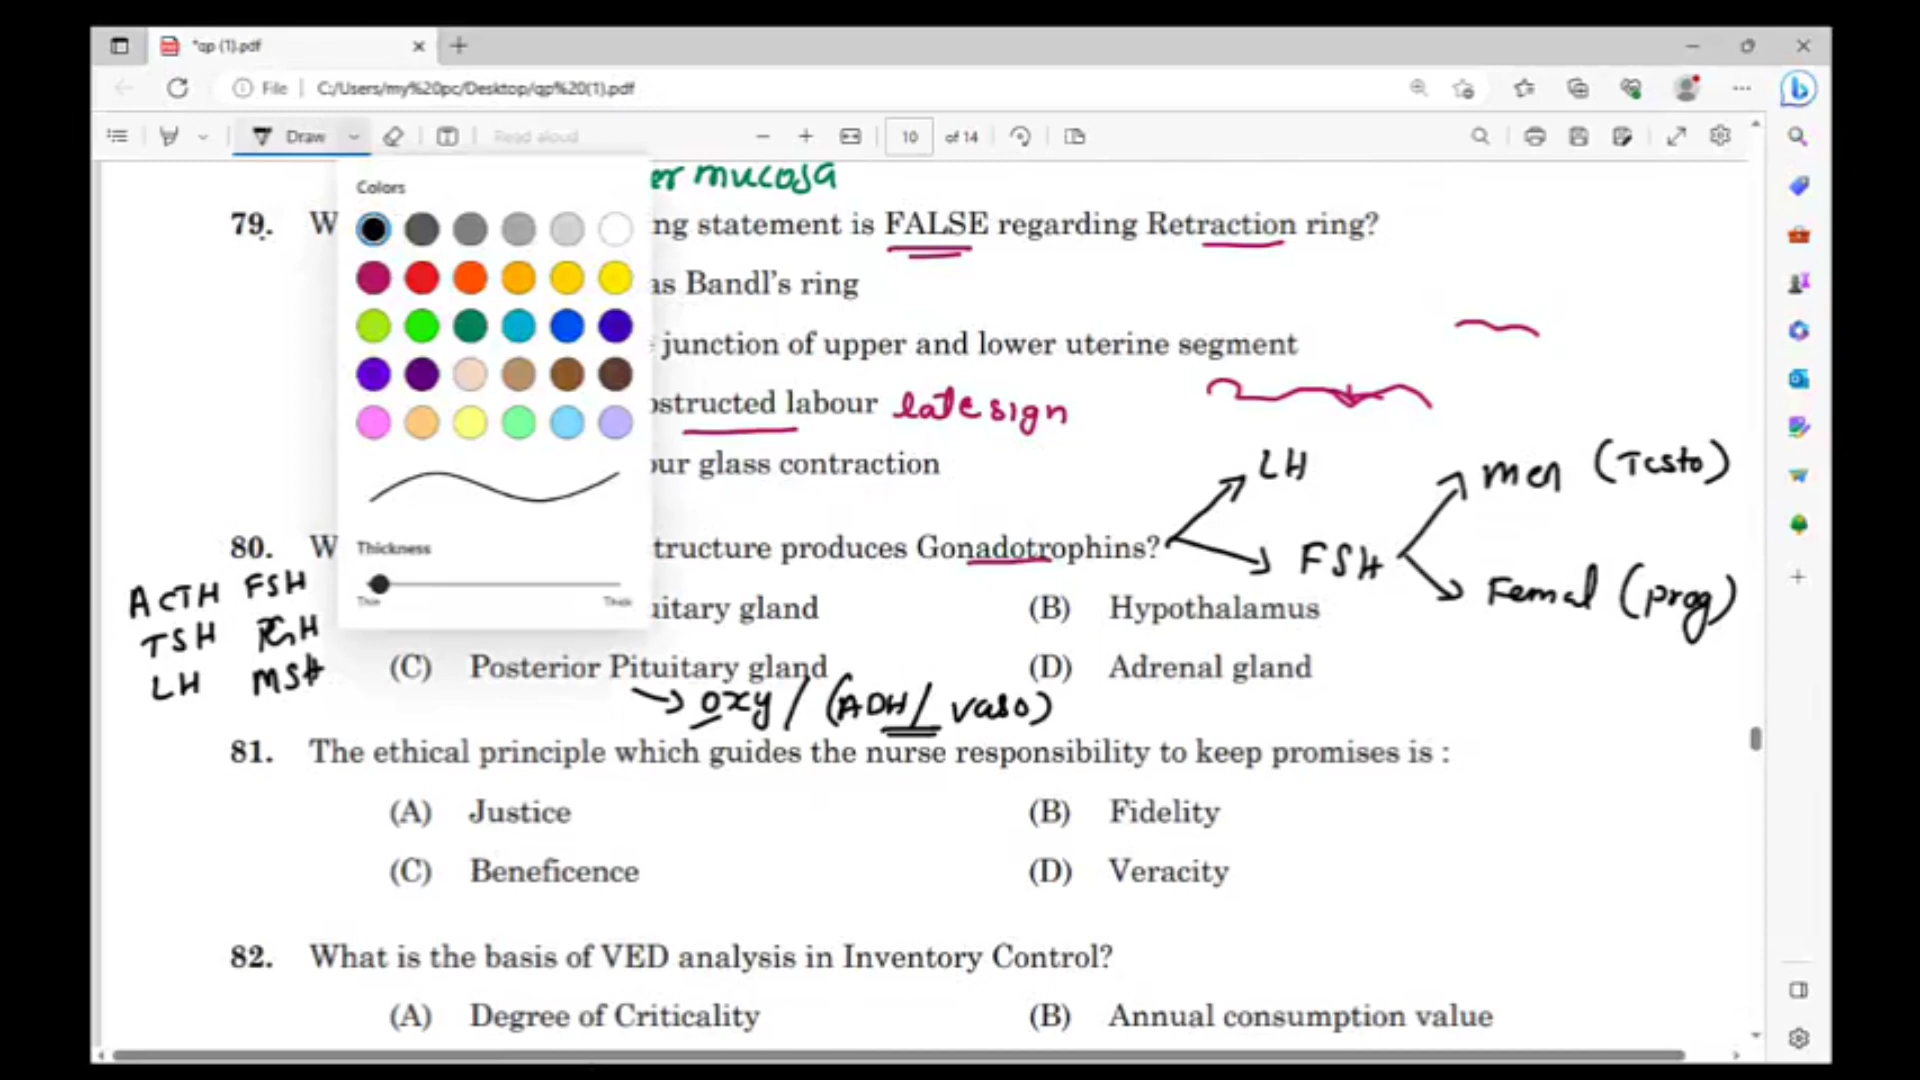 *qp (1).pdf
File | C:/Users/my%20pc/Desktop/qp%20(1).pdf
Draw Read aloud 10 of 14
er mucosa
Colors
79. W ng statement is FALSE regarding Retraction ring?
as Bandl's ring
junction of upper and lower uterine segment
ostructed labour late sign
our glass contraction
LH
men (Testo)
80. W tructure produces Gonadotrophins?
FSH
Femal (prog)
Thickness
Thin Thick
ACTH FSH
TSH GH
LH MSH
uitary gland (B) Hypothalamus
(C) Posterior Pituitary gland (D) Adrenal gland
oxy / (ADH/ vaso)
81. The ethical principle which guides the nurse responsibility to keep promises is :
(A) Justice (B) Fidelity
(C) Beneficence (D) Veracity
82. What is the basis of VED analysis in Inventory Control?
(A) Degree of Criticality (B) Annual consumption value